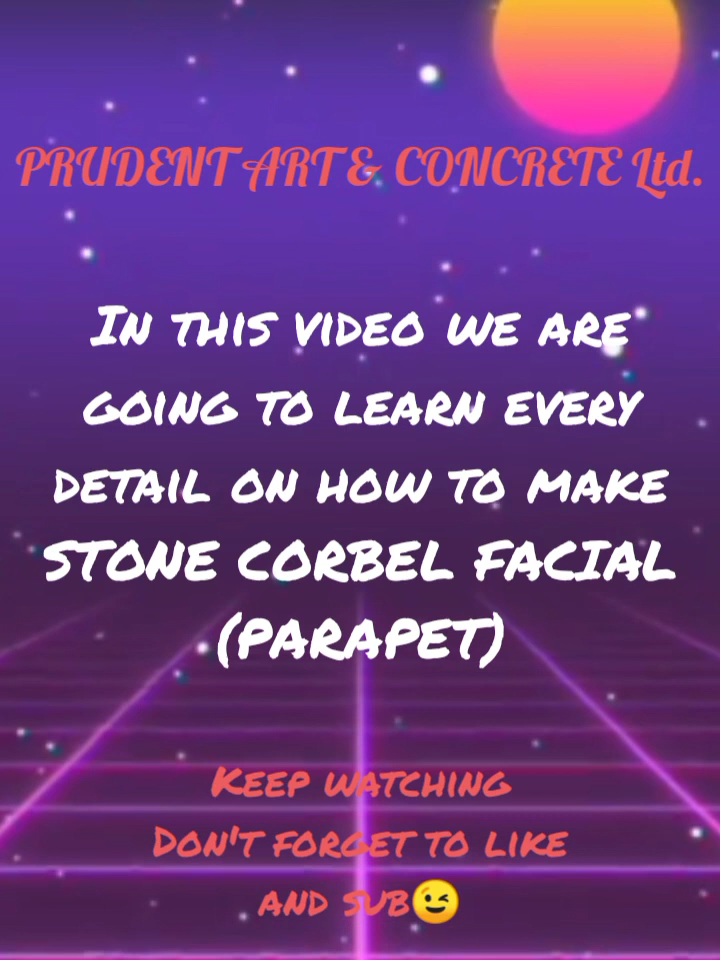 PRUDENT ART & CONCRETE Ltd.
IN THIS VIDEO WE ARE
GOING TO LEARN EVERY
DETAIL ON HOW TO MAKE
STONE CORBEL FACIAL
(PARAPET)
KEEP WATCHING
DON'T FORGET TO LIKE
AND SUB😉